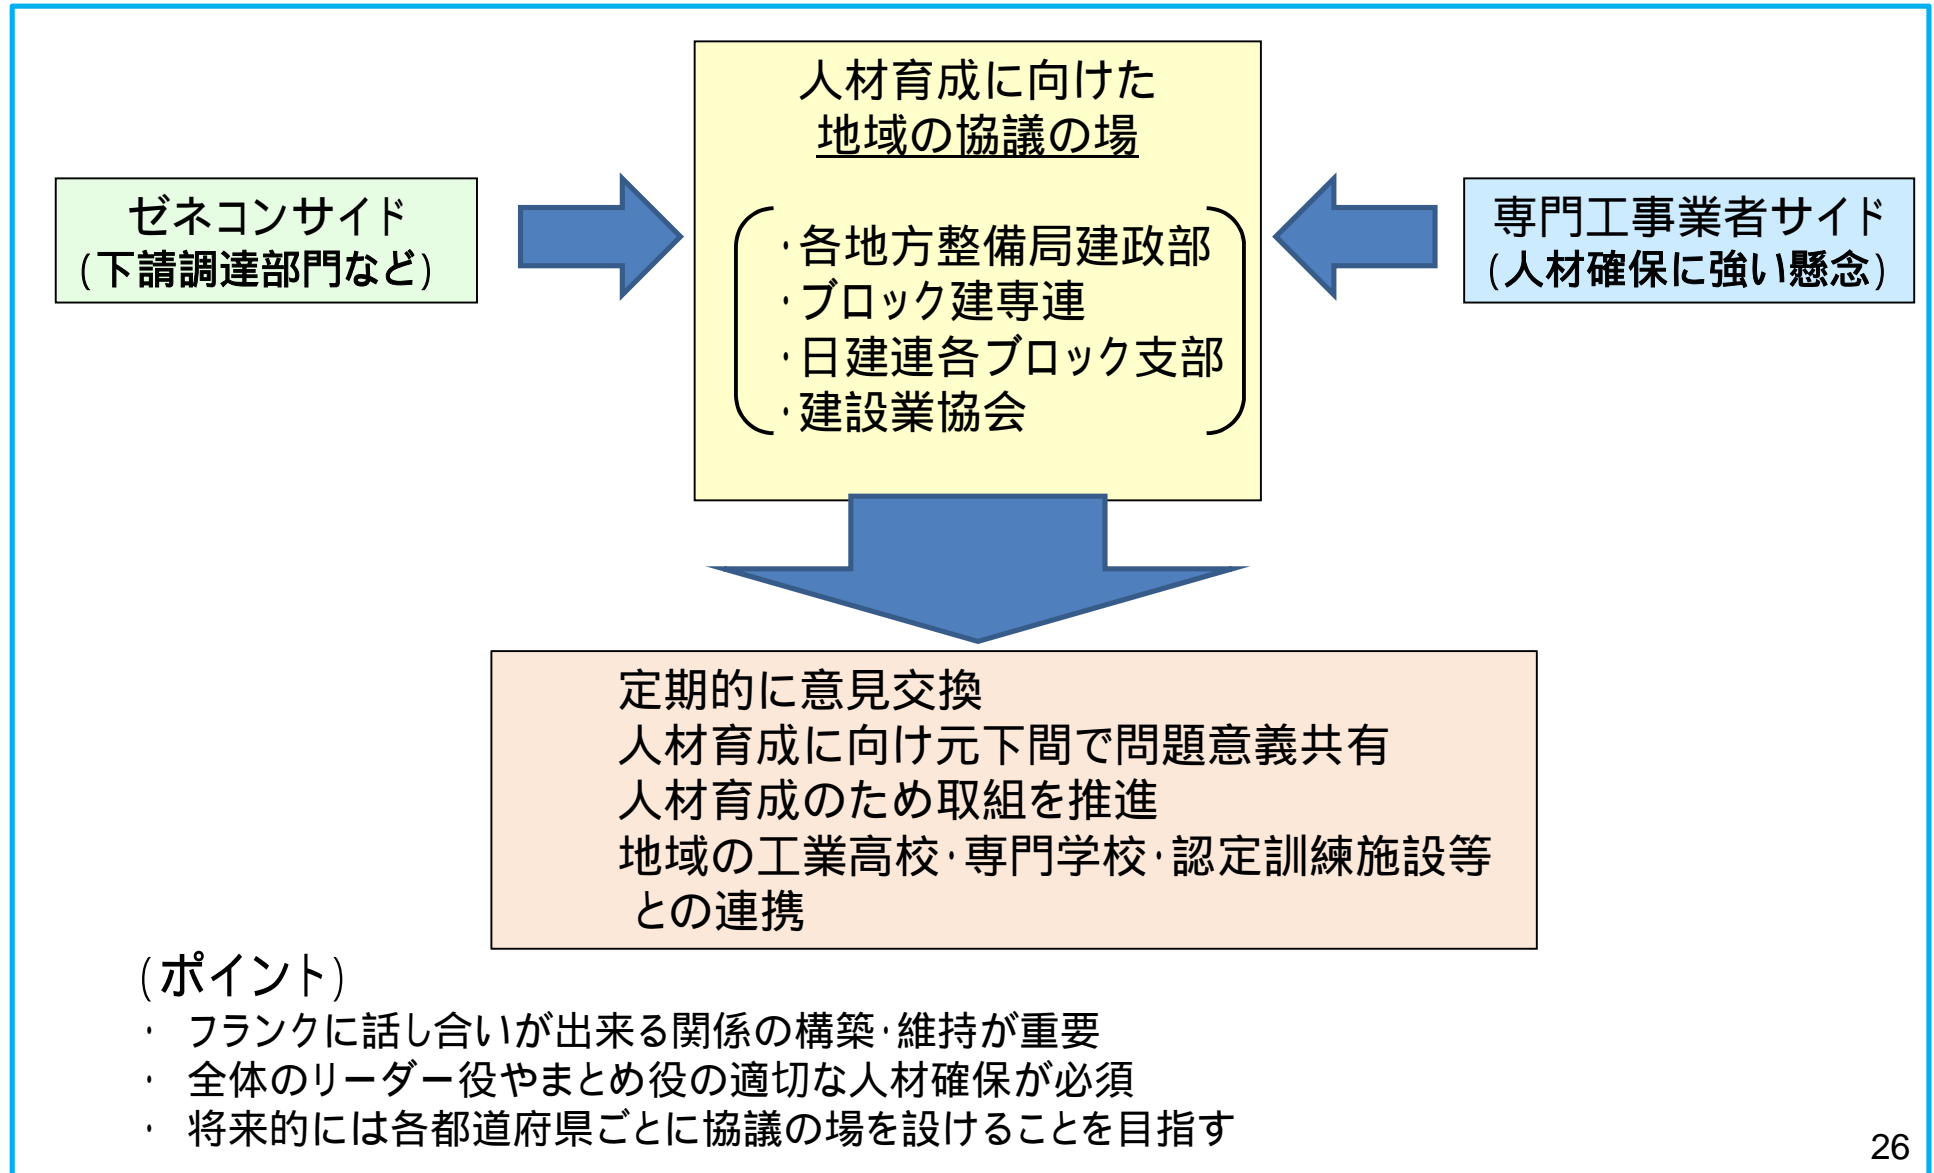 人材育成に向けた
地域の協議の場
ゼネコンサイド
(下請調達部門など)
・各地方整備局建政部
・ブロック建専連
・日建連各ブロック支部
・建設業協会
専門工事業者サイド
(人材確保に強い懸念)
定期的に意見交換
人材育成に向け元下間で問題意義共有
人材育成のため取組を推進
地域の工業高校・専門学校・認定訓練施設等
との連携
(ポイント)
・ フランクに話し合いが出来る関係の構築・維持が重要
・ 全体のリーダー役やまとめ役の適切な人材確保が必須
・ 将来的には各都道府県ごとに協議の場を設けることを目指す
26